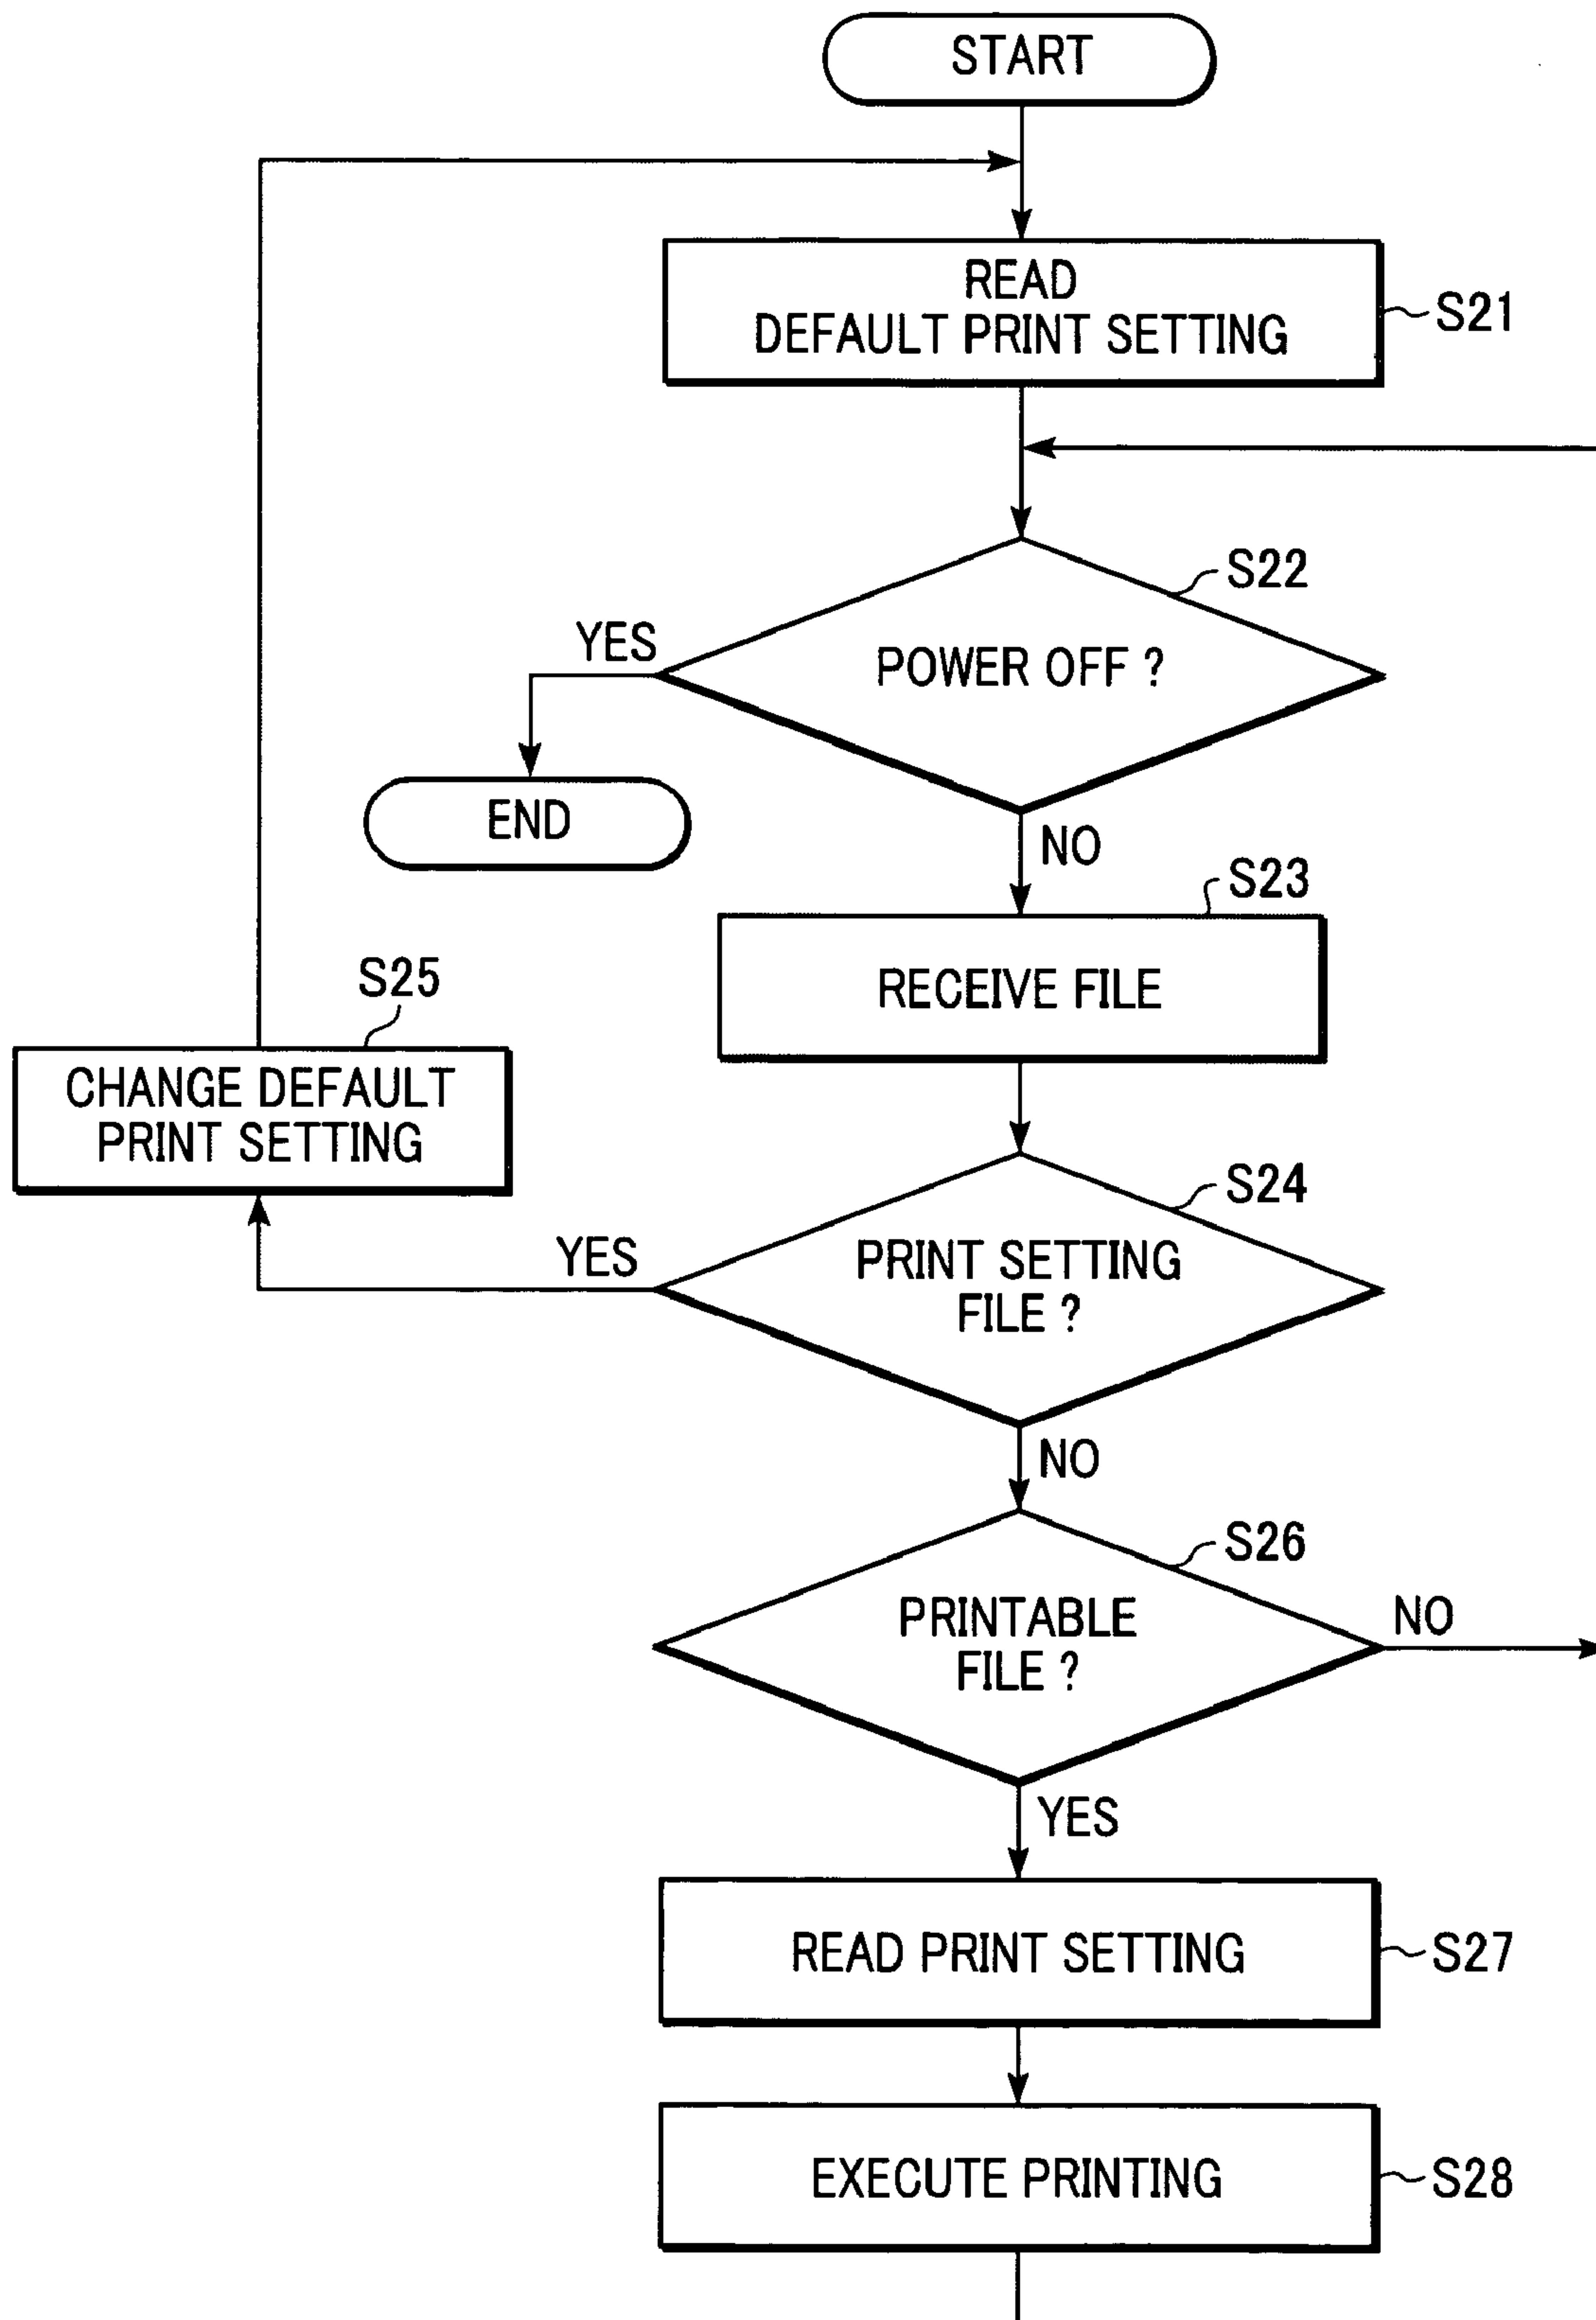 START
READ
DEFAULT PRINT SETTING
S21
S22
YES
POWER OFF ?
END
NO
S23
RECEIVE FILE
S25
CHANGE DEFAULT
PRINT SETTING
S24
YES
PRINT SETTING
FILE ?
NO
S26
PRINTABLE
FILE ?
NO
YES
READ PRINT SETTING
S27
EXECUTE PRINTING
S28